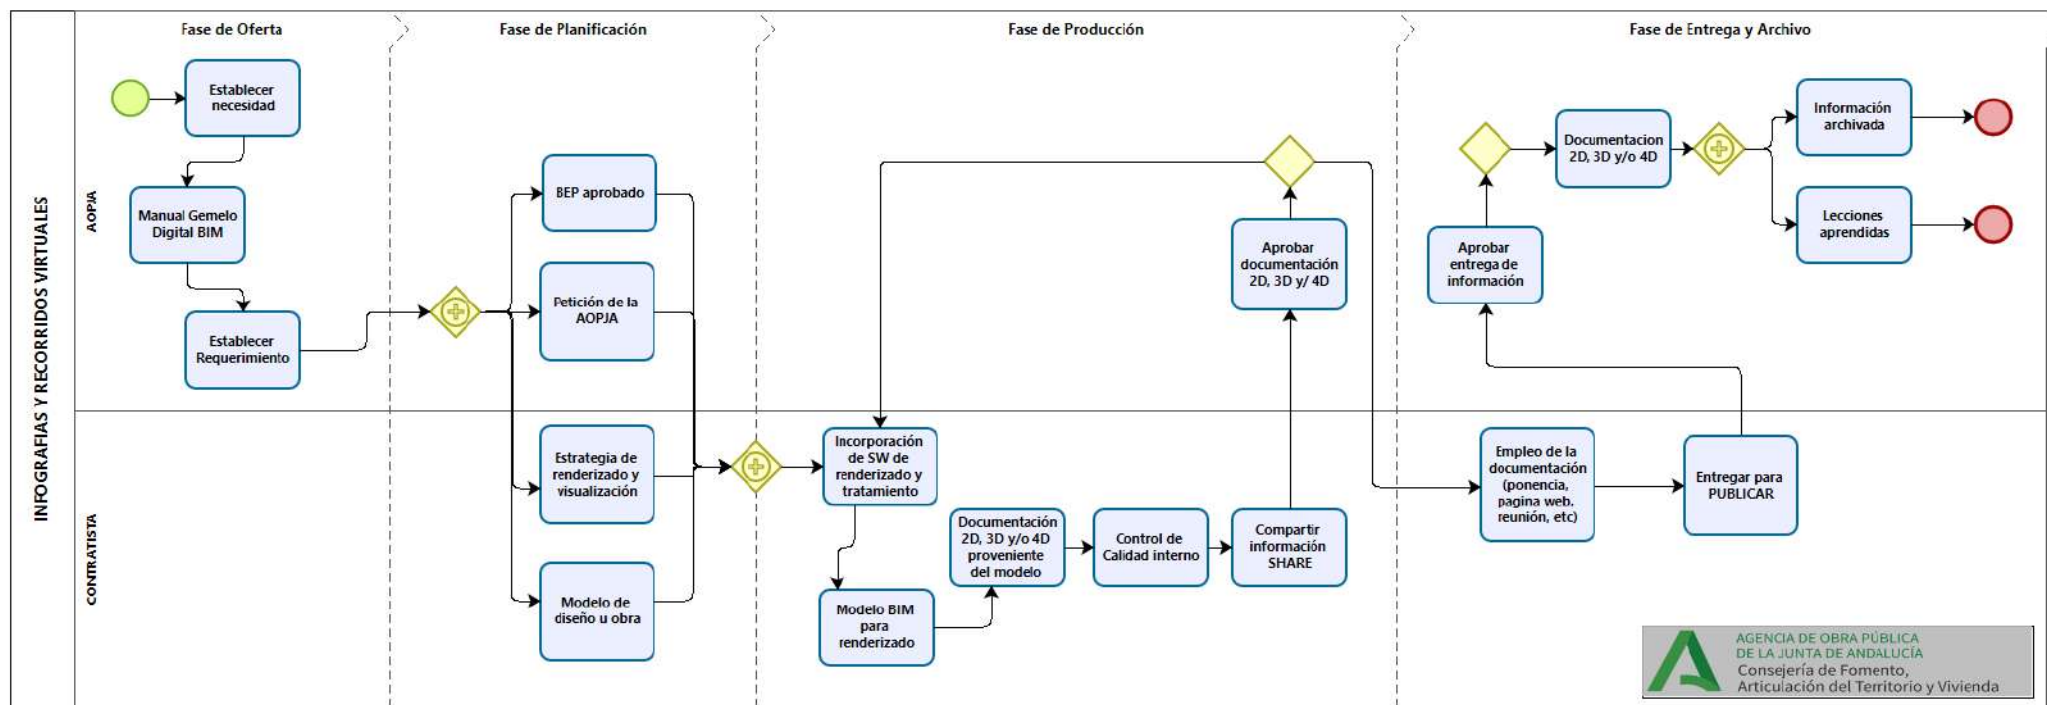 Fase de Oferta
Fase de Planificación
Fase de Producción
Fase de Entrega y Archivo
INFOGRAFIAS Y RECORRIDOS VIRTUALES
AOPJA
CONTRATISTA
Establecer
necesidad
Manual Gemelo
Digital BIM
Establecer
Requerimiento
BEP aprobado
Petición de la
AOPJA
Estrategia de
renderizado y
visualización
Modelo de
diseño u obra
Incorporación
de SW de
renderizado y
tratamiento
Modelo BIM
para
renderizado
Documentación
2D, 3D y/o 4D
proveniente
del modelo
Control de
Calidad interno
Compartir
información
SHARE
Aprobar
documentación
2D, 3D y/ 4D
Empleo de la
documentación
(ponencia,
pagina web,
reunión, etc)
Entregar para
PUBLICAR
Aprobar
entrega de
información
Documentacion
2D, 3D y/o 4D
Información
archivada
Lecciones
aprendidas
AGENCIA DE OBRA PÚBLICA
DE LA JUNTA DE ANDALUCÍA
Consejería de Fomento,
Articulación del Territorio y Vivienda